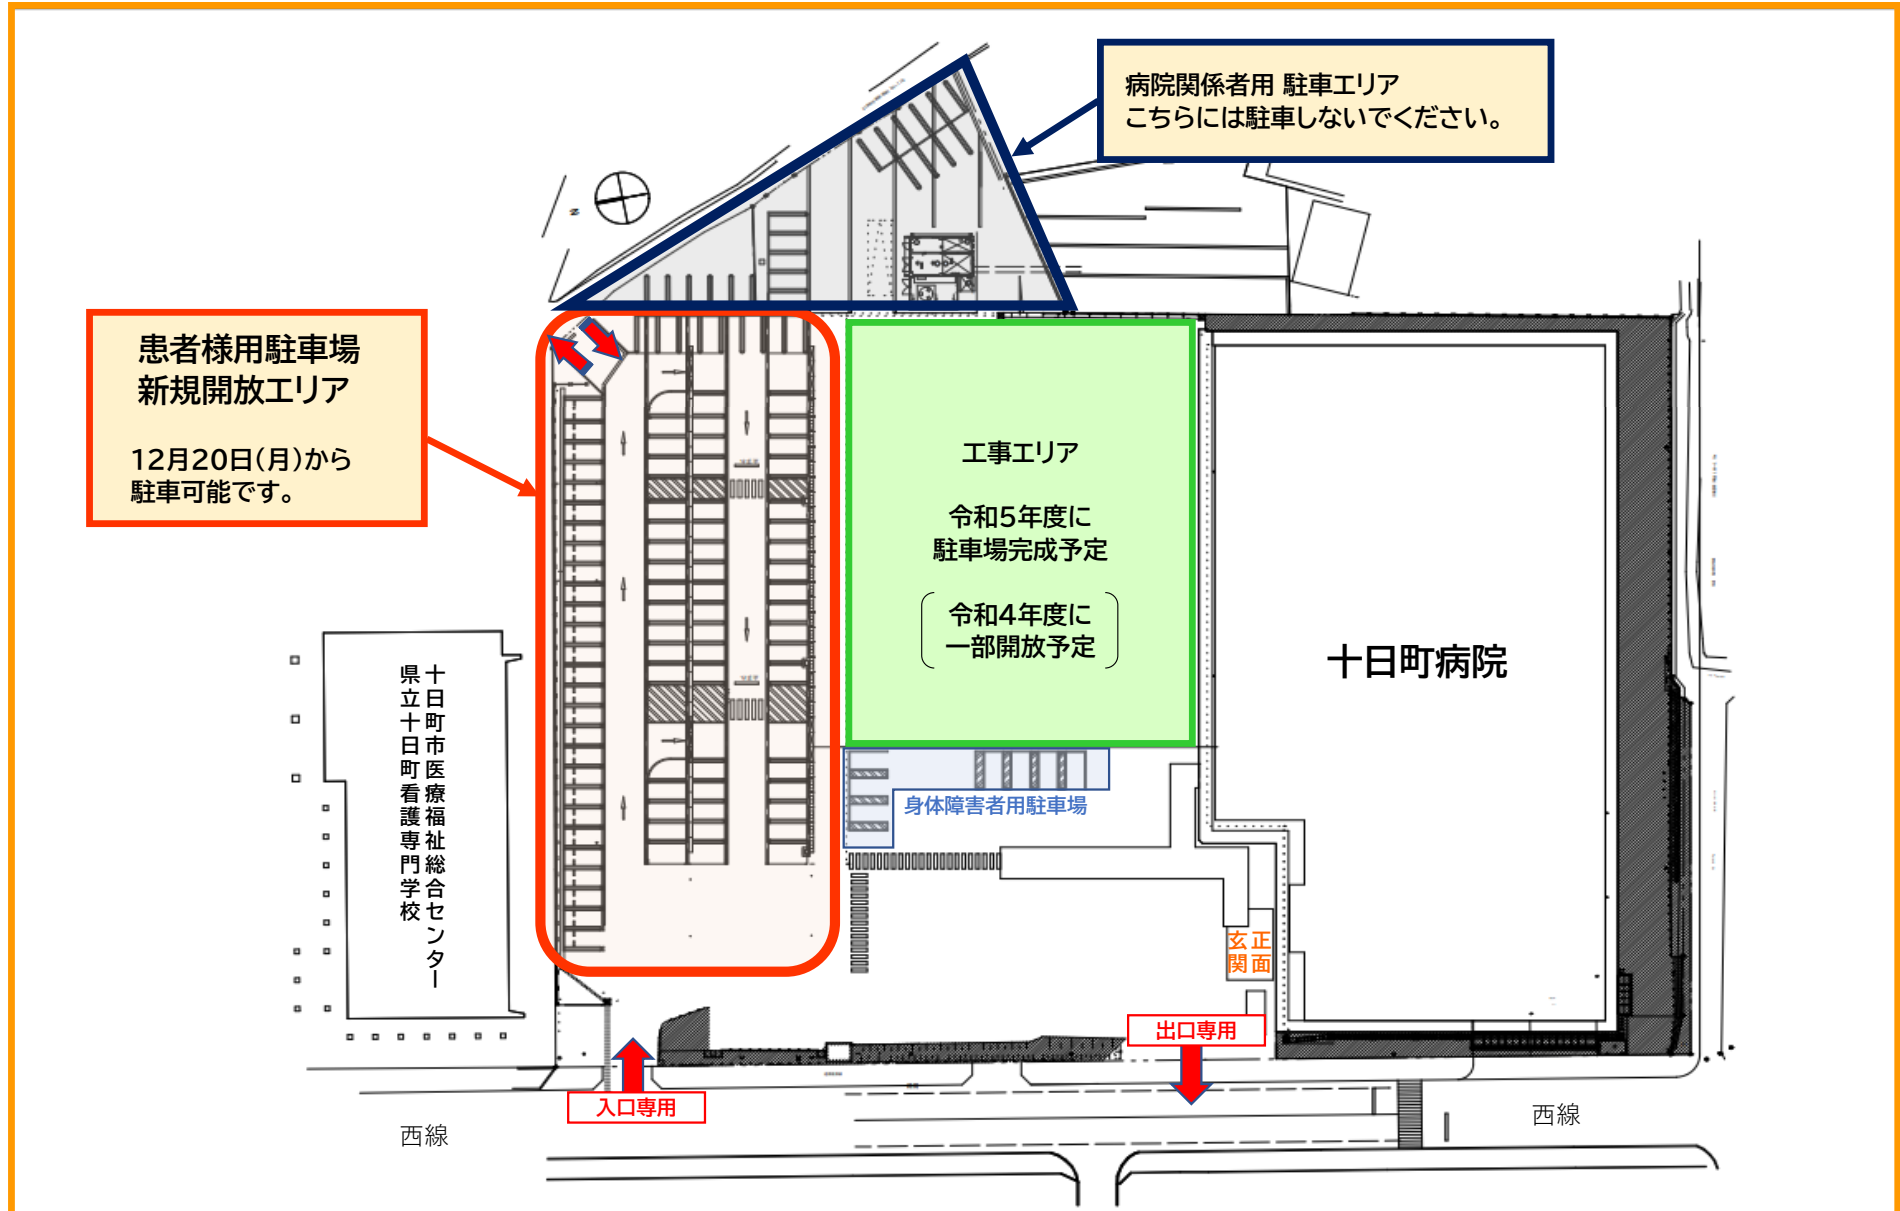 病院関係者用 駐車エリア
こちらには駐車しないでください。
患者様用駐車場
新規開放エリア
12月20日(月)から
駐車可能です。
工事エリア
令和5年度に
駐車場完成予定
令和4年度に
一部開放予定
十日町病院
十日町市医療福祉総合センター
県立十日町看護専門学校
身体障害者用駐車場
正面
玄関
出口専用
入口専用
西線
西線